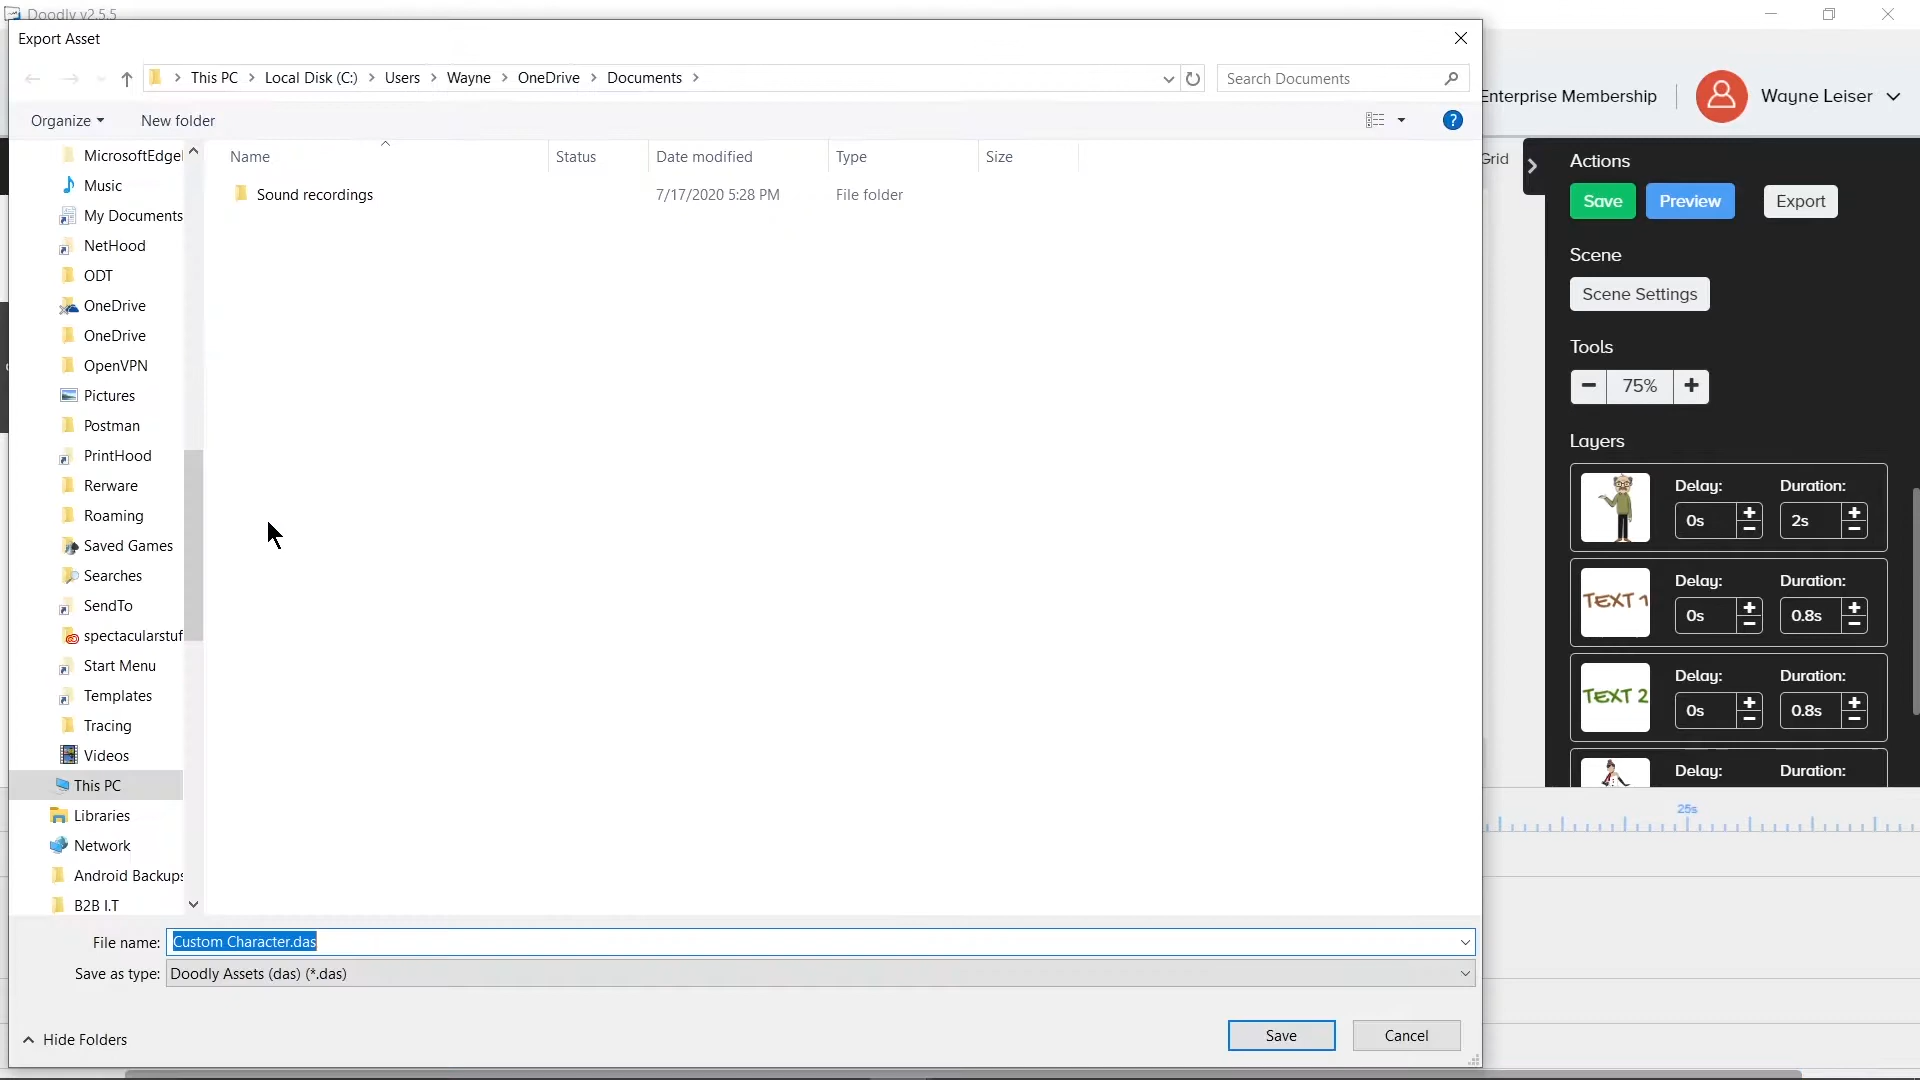 Doodly v2.5.5
Export Asset
This PC > Local Disk (C:) > Users > Wayne > OneDrive > Documents >
Search Documents
Enterprise Membership
Wayne Leiser
Organize
New folder
?
Name
Status
Date modified
Type
Size
Sound recordings
7/17/2020 5:28 PM
File folder
Music
My Documents
NetHood
ODT
OneDrive
OneDrive
OpenVPN
Pictures
Postman
PrintHood
Rerware
Roaming
Saved Games
Searches
SendTo
spectacularstuf
Start Menu
Templates
Tracing
Videos
This PC
Libraries
Network
Android Backups
B2B I.T
File name: Custom Character.das
Save as type: Doodly Assets (das) (*.das)
Hide Folders
Save
Cancel
Grid
Actions
Save
Preview
Export
Scene
Scene Settings
Tools
− 75% +
Layers
Delay: Duration:
0s 2s
TEXT 1
Delay: Duration:
0s 0.8s
TEXT 2
Delay: Duration:
0s 0.8s
Delay: Duration:
25s